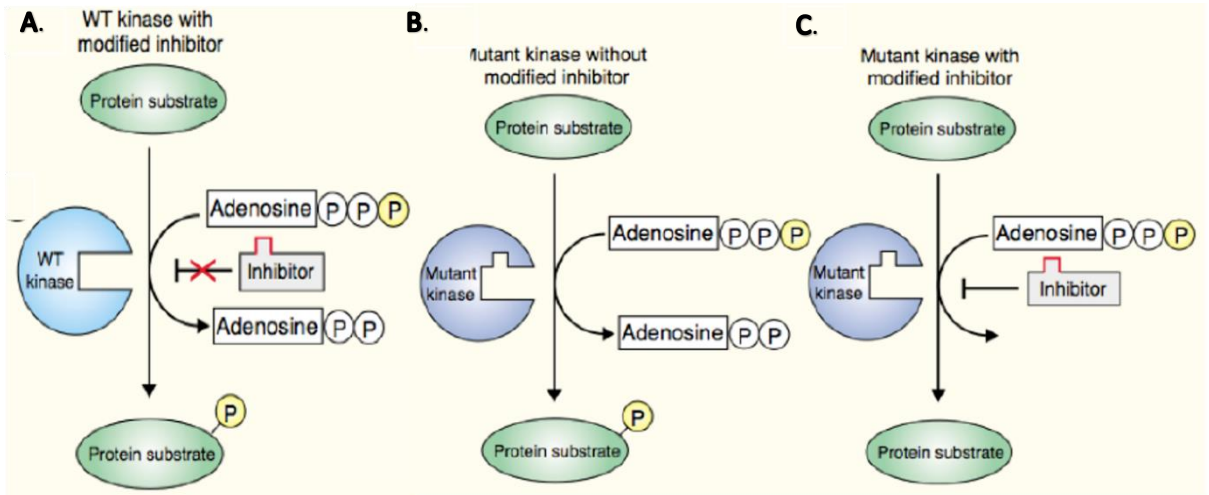 A.
WT kinase with
modified inhibitor
Protein substrate
Adenosine P P P
WT
kinase
Inhibitor
Adenosine P P
P
Protein substrate
B.
Mutant kinase without
modified inhibitor
Protein substrate
Adenosine P P P
Mutant
kinase
Adenosine P P
P
Protein substrate
C.
Mutant kinase with
modified inhibitor
Protein substrate
Adenosine P P P
Mutant
kinase
Inhibitor
Protein substrate